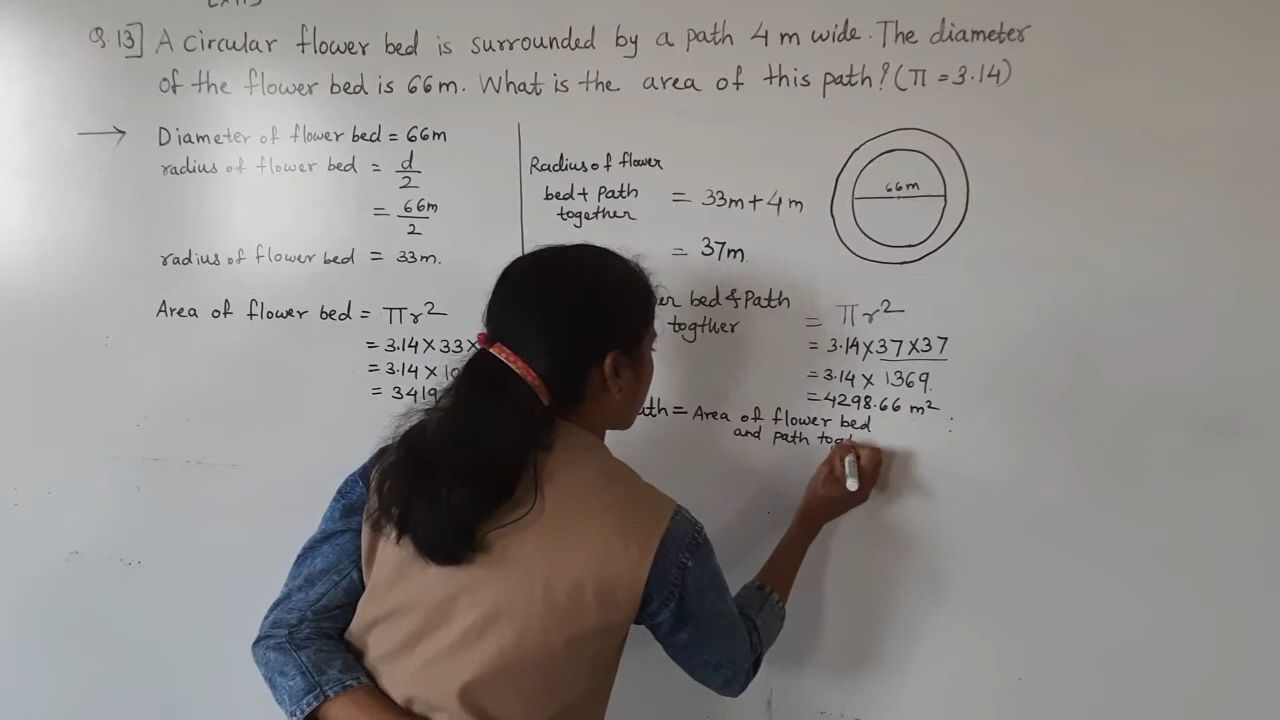 Q.13] A circular flower bed is surrounded by a path 4 m wide. The diameter
of the flower bed is 66m. What is the area of this path? (π = 3.14)
Diameter of flower bed = 66m
radius of flower bed = d/2
= 66m/2
radius of flower bed = 33m.
Area of flower bed = πr²
= 3.14 × 33 ×
= 3.14 × 10
= 3419
Radius of flower
bed + Path
together
= 33m + 4m
= 37m
bed & Path
togther
= πr²
= 3.14 × 37 × 37
= 3.14 × 1369.
= 4298.66 m²
= Area of flower bed
and path tog
66m